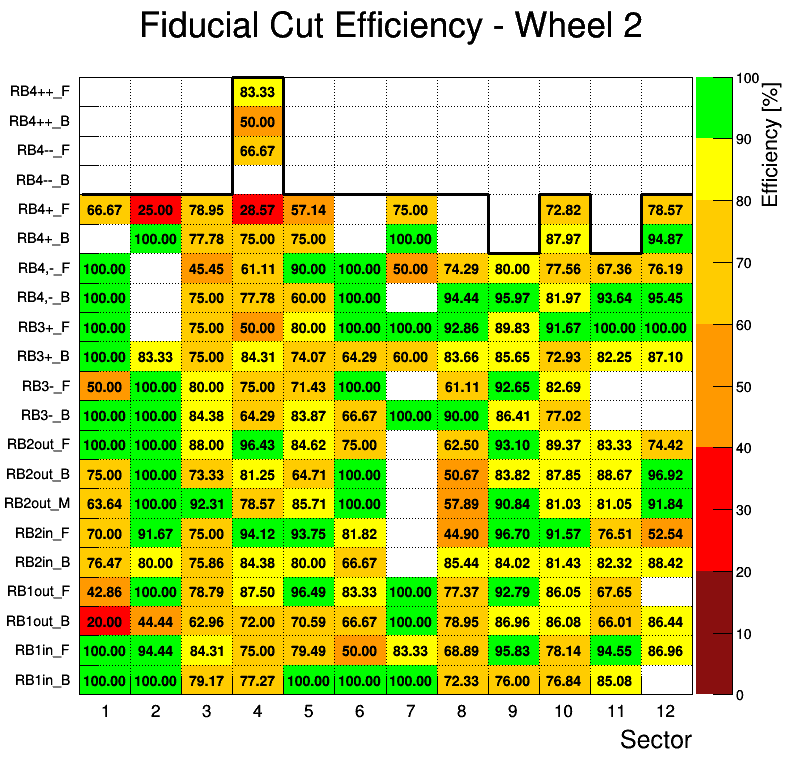 Fiducial Cut Efficiency - Wheel 2
RB4++_F 83.33
RB4++_B 50.00
RB4--_F 66.67
RB4--_B
RB4+_F 66.67 25.00 78.95 28.57 57.14 75.00 72.82 78.57
RB4+_B 100.00 77.78 75.00 75.00 100.00 87.97 94.87
RB4,-_F 100.00 45.45 61.11 90.00 100.00 50.00 74.29 80.00 77.56 67.36 76.19
RB4,-_B 100.00 75.00 77.78 60.00 100.00 94.44 95.97 81.97 93.64 95.45
RB3+_F 100.00 75.00 50.00 80.00 100.00 100.00 92.86 89.83 91.67 100.00 100.00
RB3+_B 100.00 83.33 75.00 84.31 74.07 64.29 60.00 83.66 85.65 72.93 82.25 87.10
RB3-_F 50.00 100.00 80.00 75.00 71.43 100.00 61.11 92.65 82.69
RB3-_B 100.00 100.00 84.38 64.29 83.87 66.67 100.00 90.00 86.41 77.02
RB2out_F 100.00 100.00 88.00 96.43 84.62 75.00 62.50 93.10 89.37 83.33 74.42
RB2out_B 75.00 100.00 73.33 81.25 64.71 100.00 50.67 83.82 87.85 88.67 96.92
RB2out_M 63.64 100.00 92.31 78.57 85.71 100.00 57.89 90.84 81.03 81.05 91.84
RB2in_F 70.00 91.67 75.00 94.12 93.75 81.82 44.90 96.70 91.57 76.51 52.54
RB2in_B 76.47 80.00 75.86 84.38 80.00 66.67 85.44 84.02 81.43 82.32 88.42
RB1out_F 42.86 100.00 78.79 87.50 96.49 83.33 100.00 77.37 92.79 86.05 67.65
RB1out_B 20.00 44.44 62.96 72.00 70.59 66.67 100.00 78.95 86.96 86.08 66.01 86.44
RB1in_F 100.00 94.44 84.31 75.00 79.49 50.00 83.33 68.89 95.83 78.14 94.55 86.96
RB1in_B 100.00 100.00 79.17 77.27 100.00 100.00 100.00 72.33 76.00 76.84 85.08
1 2 3 4 5 6 7 8 9 10 11 12
Sector
100
90
80
70
60
50
40
30
20
10
0
Efficiency [%]